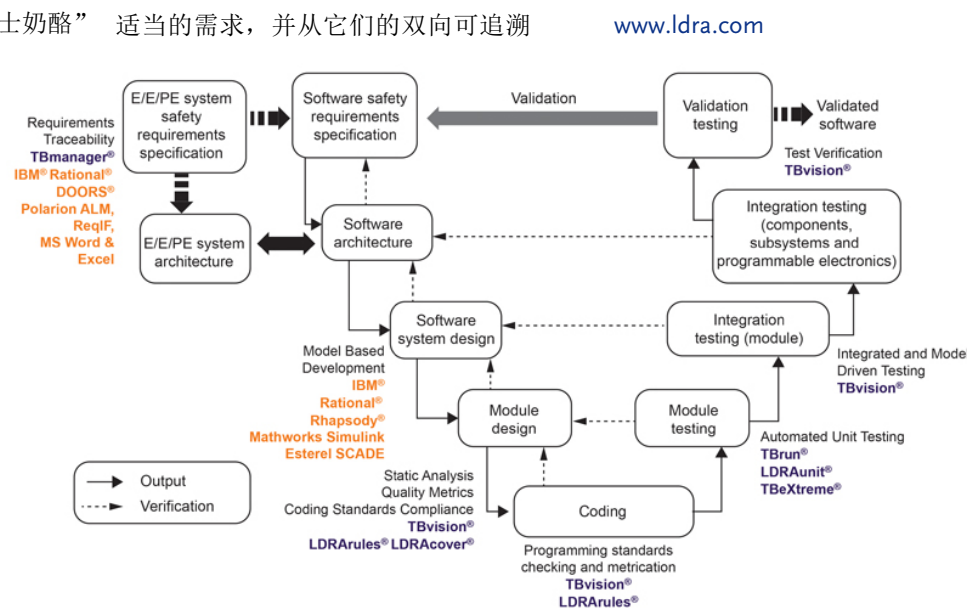 士奶酪” 适当的需求，并从它们的双向可追溯
www.ldra.com
E/E/PE system
safety
requirements
specification
Software safety
requirements
specification
Validation
Validation
testing
Validated
software
Requirements
Traceability
TBmanager®
IBM® Rational®
DOORS®
Polarion ALM,
ReqIF,
MS Word &
Excel
Test Verification
TBvision®
E/E/PE system
architecture
Software
architecture
Integration testing
(components,
subsystems and
programmable electronics)
Software
system design
Integration
testing (module)
Model Based
Development
IBM®
Rational®
Rhapsody®
Mathworks Simulink
Esterel SCADE
Integrated and Model
Driven Testing
TBvision®
Module
design
Module
testing
Automated Unit Testing
TBrun®
LDRAunit®
TBeXtreme®
Output
Verification
Static Analysis
Quality Metrics
Coding Standards Compliance
TBvision®
LDRArules® LDRAcover®
Coding
Programming standards
checking and metrication
TBvision®
LDRArules®